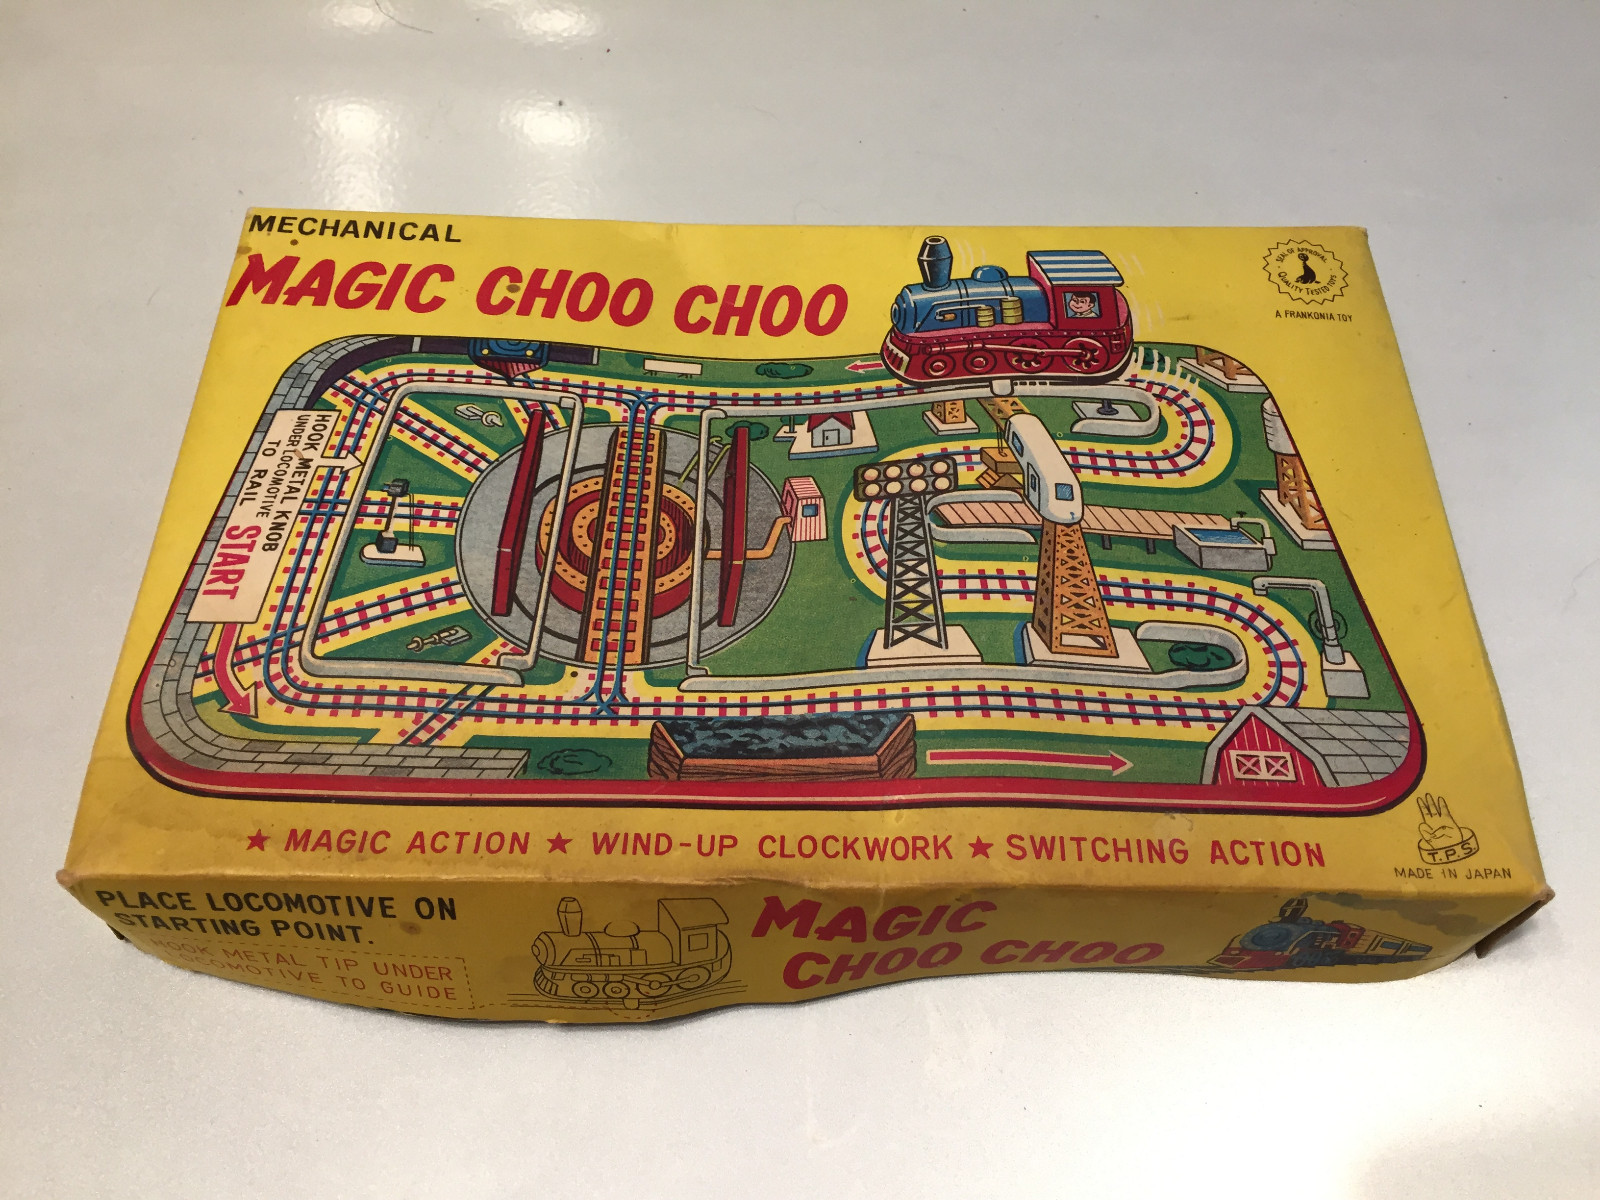 MECHANICAL
MAGIC CHOO CHOO
SEAL OF APPROVAL
QUALITY TESTED TOYS
A FRANKONIA TOY
HOOK METAL KNOB
UNDER LOCOMOTIVE
TO RAIL
START
★ MAGIC ACTION ★ WIND-UP CLOCKWORK ★ SWITCHING ACTION
T.P.S.
MADE IN JAPAN
PLACE LOCOMOTIVE ON
STARTING POINT.
HOOK METAL TIP UNDER
LOCOMOTIVE TO GUIDE
MAGIC
CHOO CHOO